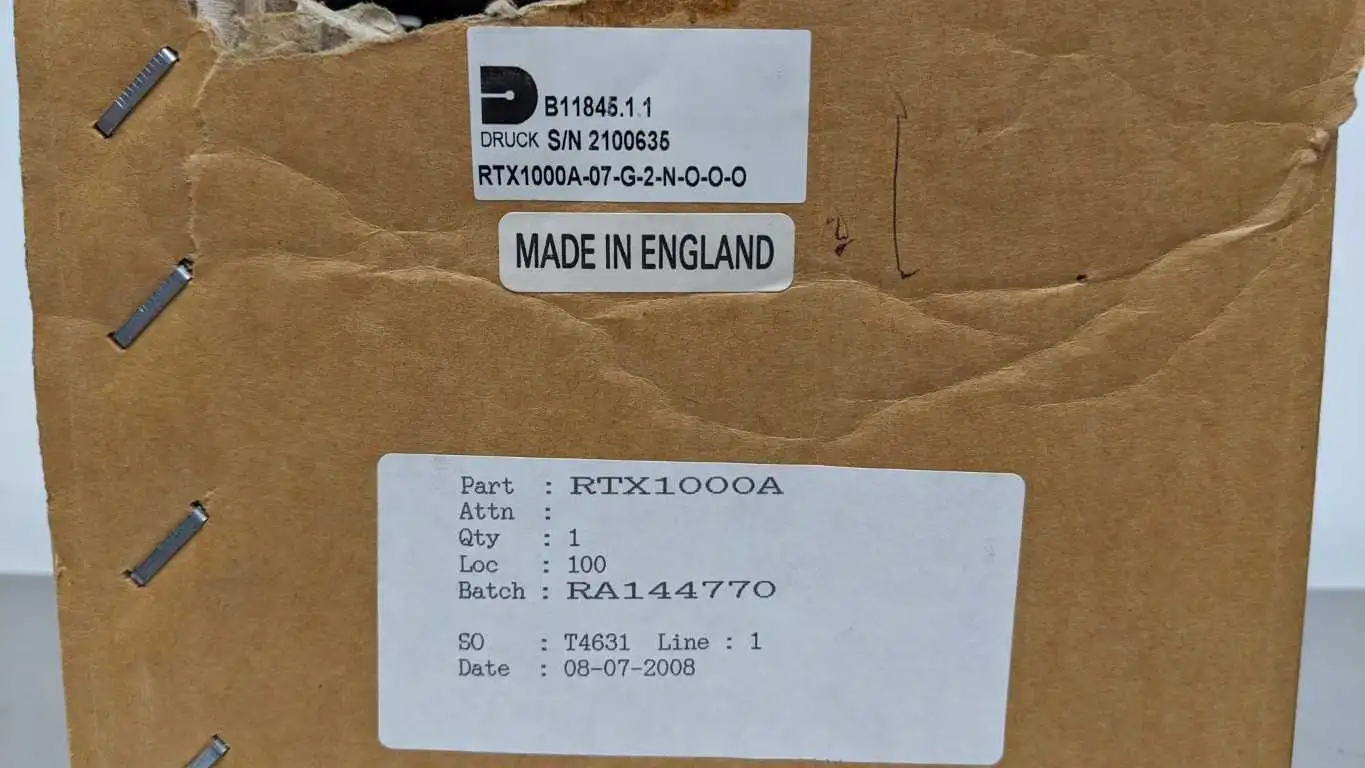 B11845.1.1
DRUCK S/N 2100635
RTX1000A-07-G-2-N-O-O-O
MADE IN ENGLAND
Part : RTX1000A
Attn :
Qty : 1
Loc : 100
Batch : RA144770
SO : T4631 Line : 1
Date : 08-07-2008